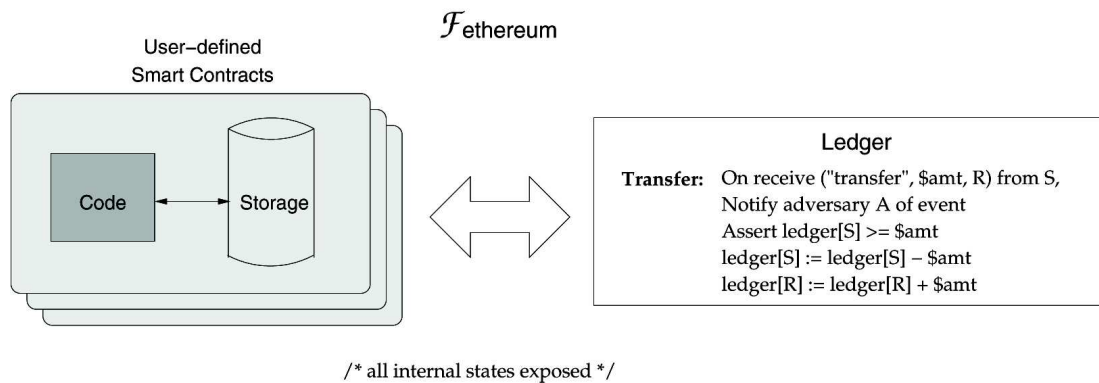 ℱethereum
User–defined
Smart Contracts
Code
Storage
Ledger
Transfer: On receive ("transfer", $amt, R) from S,
Notify adversary A of event
Assert ledger[S] >= $amt
ledger[S] := ledger[S] – $amt
ledger[R] := ledger[R] + $amt
/* all internal states exposed */